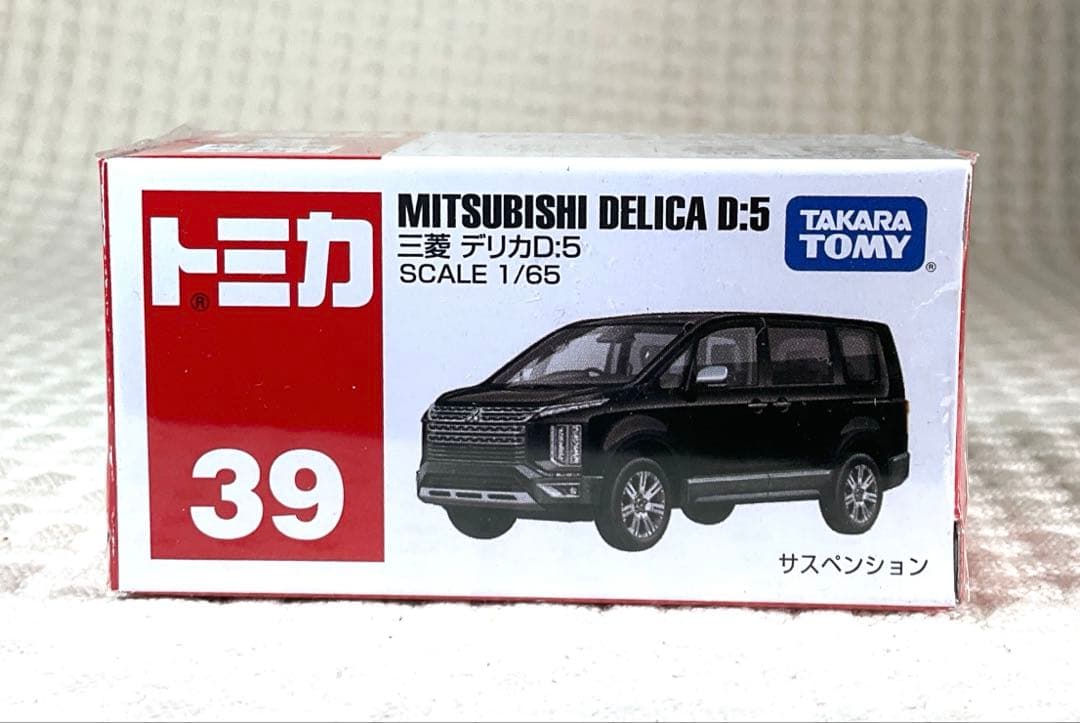 トミカ
®
39
MITSUBISHI DELICA D:5
三菱 デリカD:5
SCALE 1/65
TAKARA
TOMY
®
サスペンション